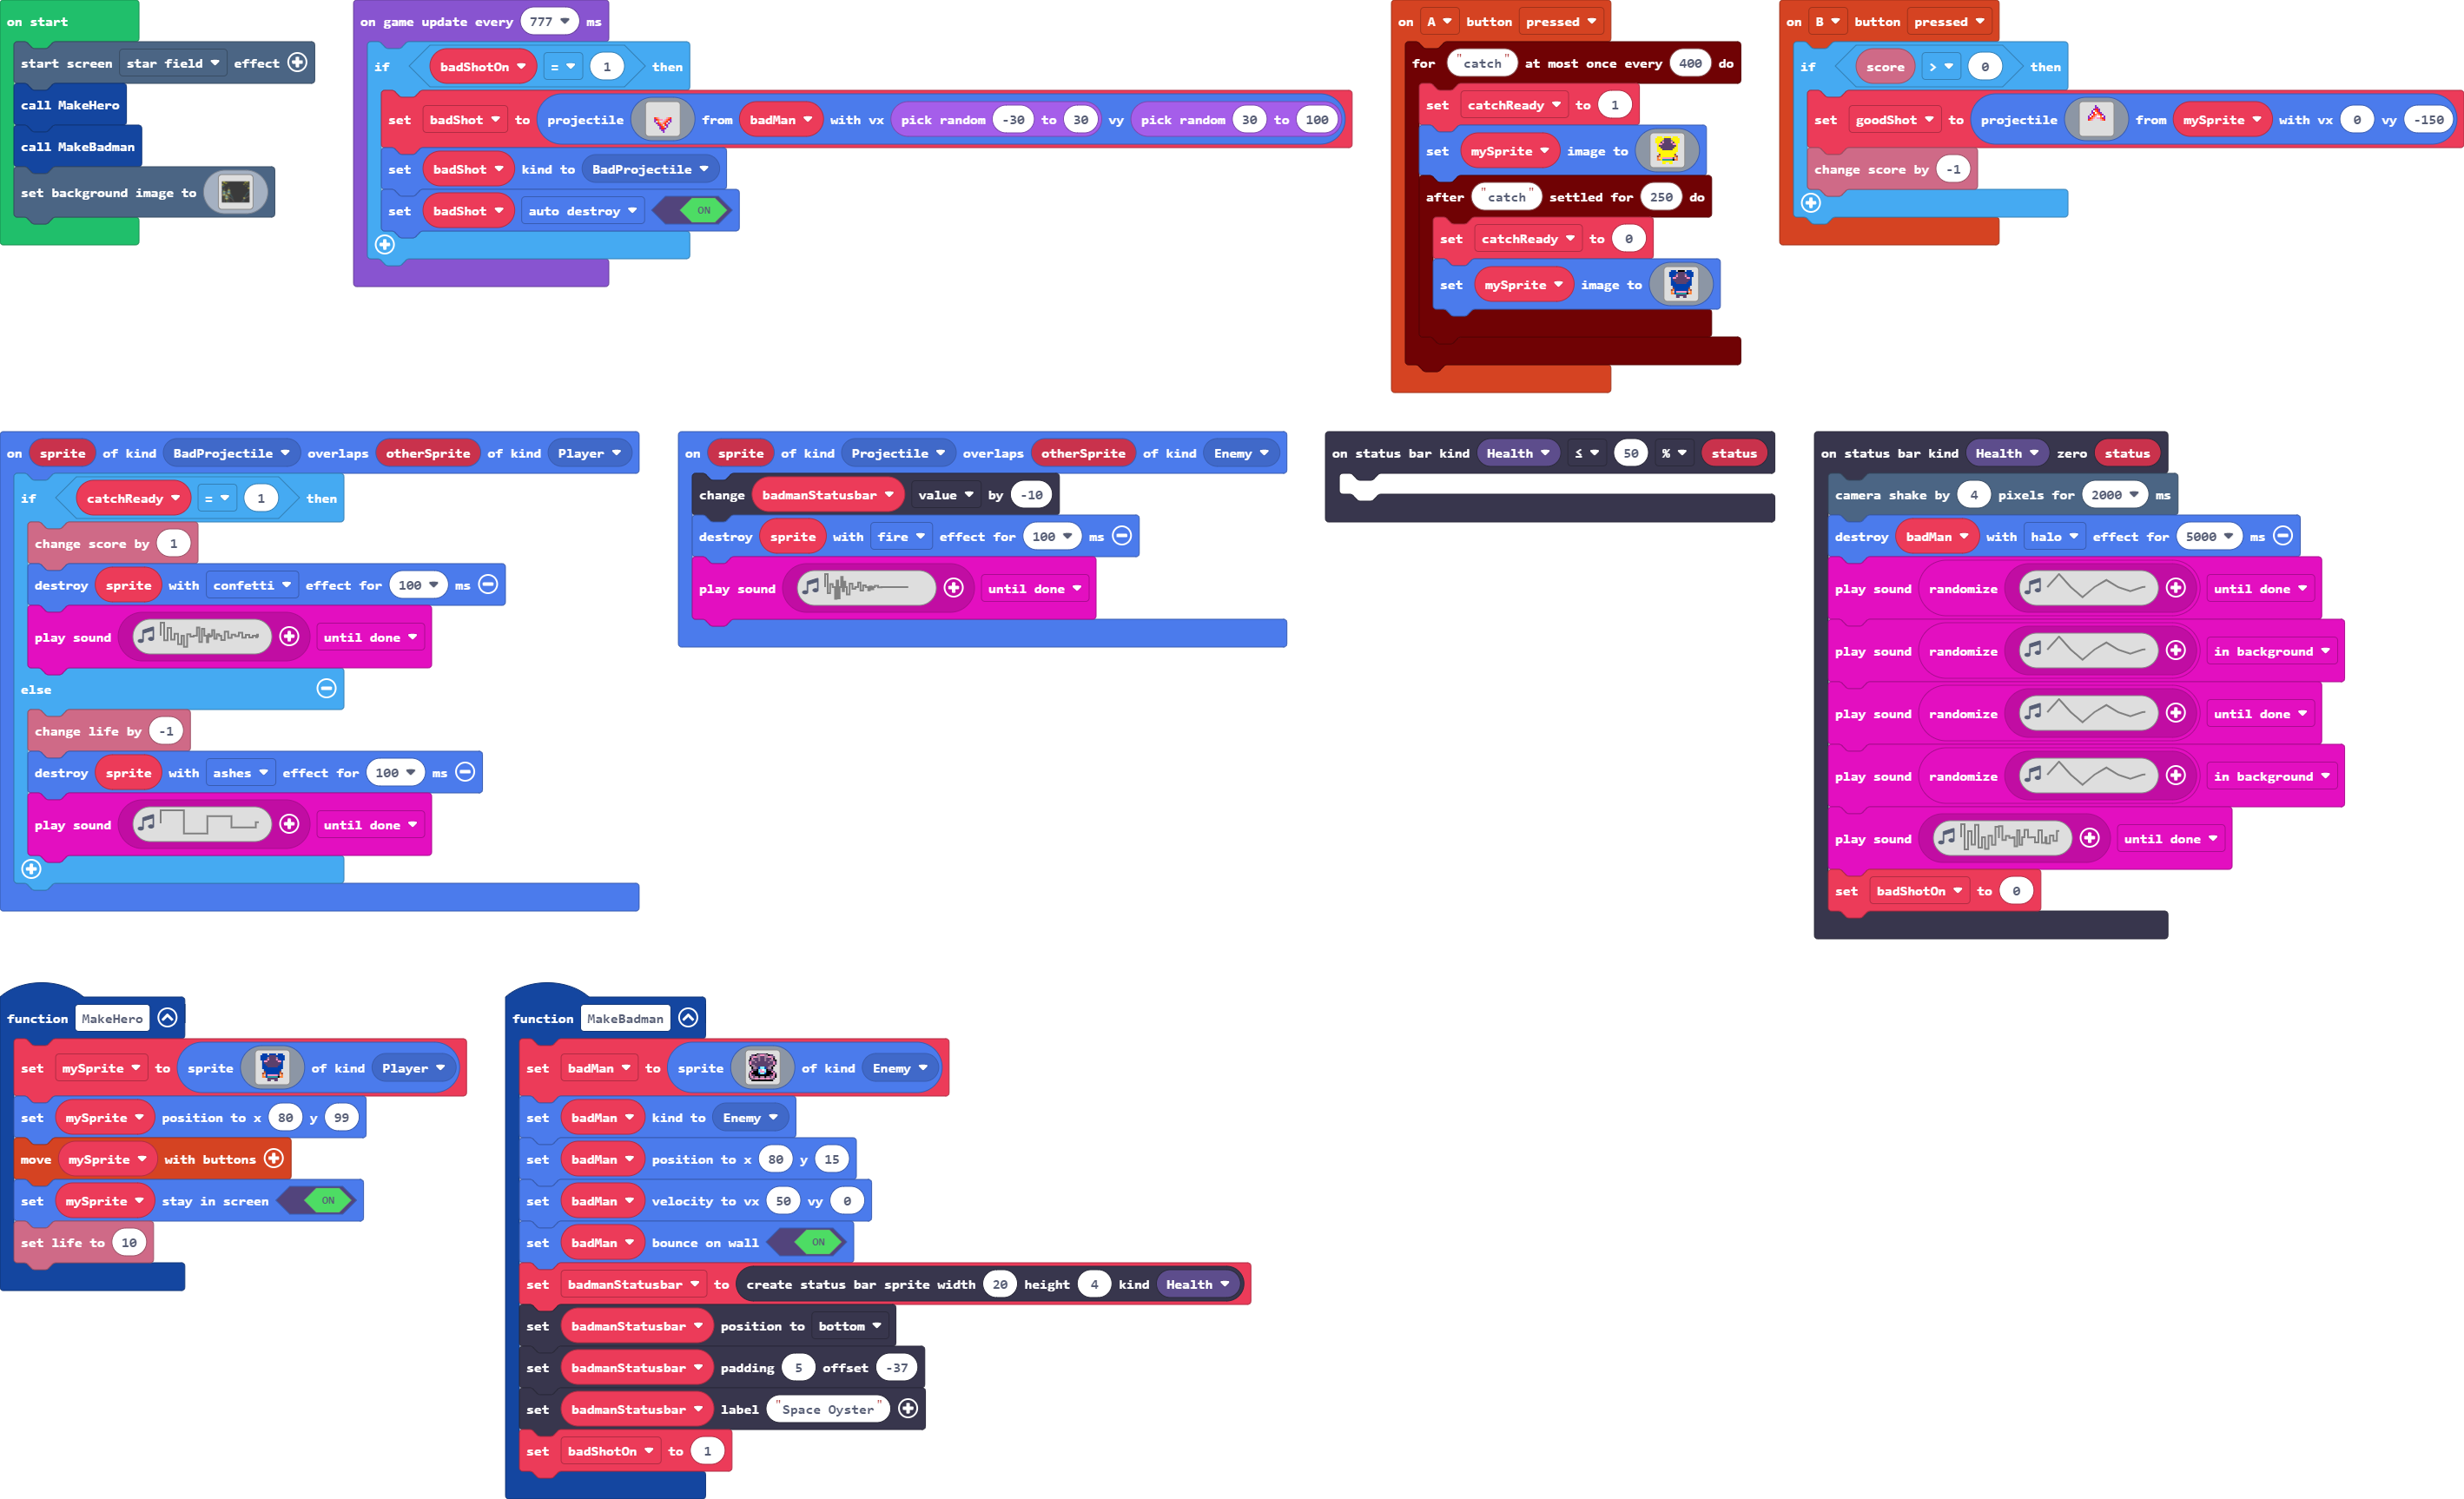 on start
start screen star field effect
call MakeHero
call MakeBadman
set background image to
on game update every 777 ms
if badShotOn = 1 then
set badShot to projectile from badMan with vx pick random -30 to 30 vy pick random 30 to 100
set badShot kind to BadProjectile
set badShot auto destroy ON
on A button pressed
for "catch" at most once every 400 do
set catchReady to 1
set mySprite image to
after "catch" settled for 250 do
set catchReady to 0
set mySprite image to
on B button pressed
if score > 0 then
set goodShot to projectile from mySprite with vx 0 vy -150
change score by -1
on sprite of kind BadProjectile overlaps otherSprite of kind Player
if catchReady = 1 then
change score by 1
destroy sprite with confetti effect for 100 ms
play sound until done
else
change life by -1
destroy sprite with ashes effect for 100 ms
play sound until done
on sprite of kind Projectile overlaps otherSprite of kind Enemy
change badmanStatusbar value by -10
destroy sprite with fire effect for 100 ms
play sound until done
on status bar kind Health ≤ 50 % status
on status bar kind Health zero status
camera shake by 4 pixels for 2000 ms
destroy badMan with halo effect for 5000 ms
play sound randomize until done
play sound randomize in background
play sound randomize until done
play sound randomize in background
play sound until done
set badShotOn to 0
function MakeHero
set mySprite to sprite of kind Player
set mySprite position to x 80 y 99
move mySprite with buttons
set mySprite stay in screen ON
set life to 10
function MakeBadman
set badMan to sprite of kind Enemy
set badMan kind to Enemy
set badMan position to x 80 y 15
set badMan velocity to vx 50 vy 0
set badMan bounce on wall ON
set badmanStatusbar to create status bar sprite width 20 height 4 kind Health
set badmanStatusbar position to bottom
set badmanStatusbar padding 5 offset -37
set badmanStatusbar label "Space Oyster"
set badShotOn to 1